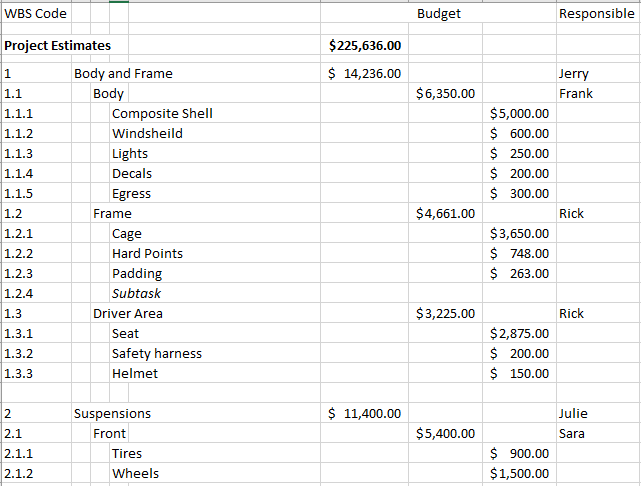 WBS Code Budget Responsible
Project Estimates $225,636.00
1 Body and Frame $ 14,236.00 Jerry
1.1 Body $6,350.00 Frank
1.1.1 Composite Shell $5,000.00
1.1.2 Windsheild $ 600.00
1.1.3 Lights $ 250.00
1.1.4 Decals $ 200.00
1.1.5 Egress $ 300.00
1.2 Frame $4,661.00 Rick
1.2.1 Cage $3,650.00
1.2.2 Hard Points $ 748.00
1.2.3 Padding $ 263.00
1.2.4 Subtask
1.3 Driver Area $3,225.00 Rick
1.3.1 Seat $2,875.00
1.3.2 Safety harness $ 200.00
1.3.3 Helmet $ 150.00
2 Suspensions $ 11,400.00 Julie
2.1 Front $5,400.00 Sara
2.1.1 Tires $ 900.00
2.1.2 Wheels $1,500.00